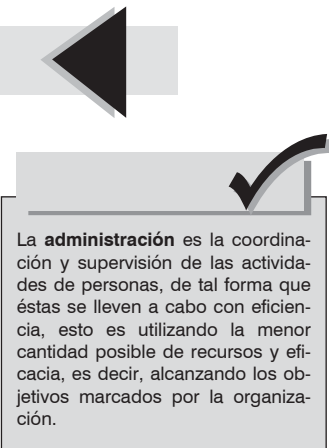 La administración es la coordina-
ción y supervisión de las activida-
des de personas, de tal forma que
éstas se lleven a cabo con eficien-
cia, esto es utilizando la menor
cantidad posible de recursos y efi-
cacia, es decir, alcanzando los ob-
jetivos marcados por la organiza-
ción.